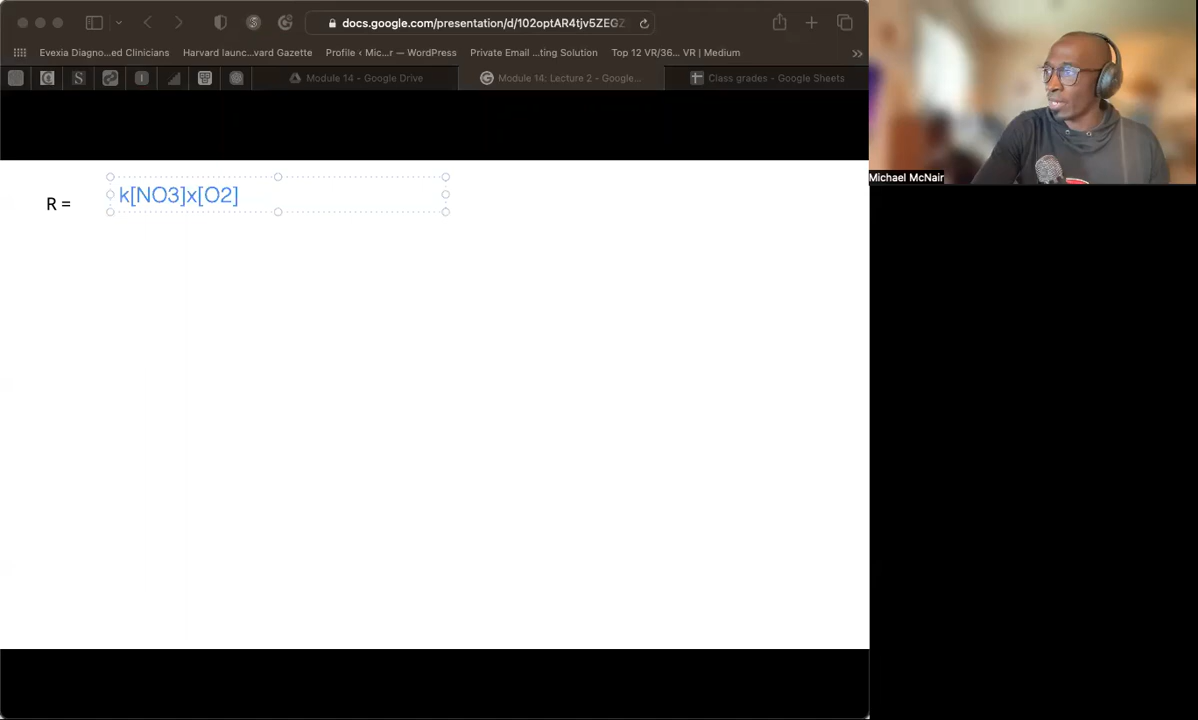 docs.google.com/presentation/d/102optAR4tjv5ZEGZ
Evexia Diagno...ed Clinicians Harvard launc...vard Gazette Profile ‹ Mic...r — WordPress Private Email ...ting Solution Top 12 VR/36... VR | Medium
Module 14 - Google Drive Module 14: Lecture 2 - Google... Class grades - Google Sheets
Michael McNair
R = k[NO3]x[O2]